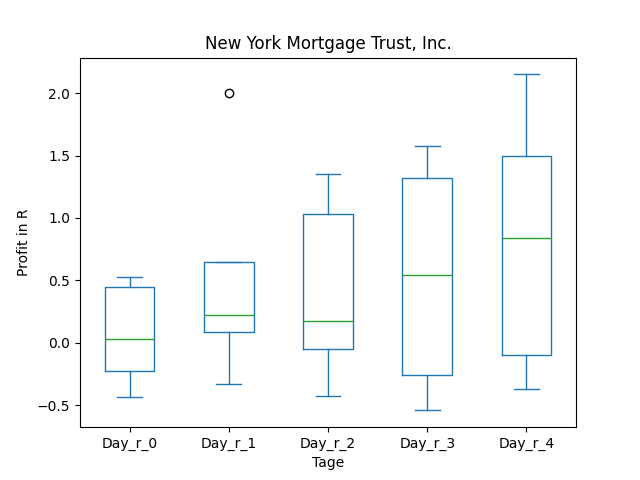 New York Mortgage Trust, Inc.
Profit in R
2.0
1.5
1.0
0.5
0.0
−0.5
Day_r_0 Day_r_1 Day_r_2 Day_r_3 Day_r_4
Tage